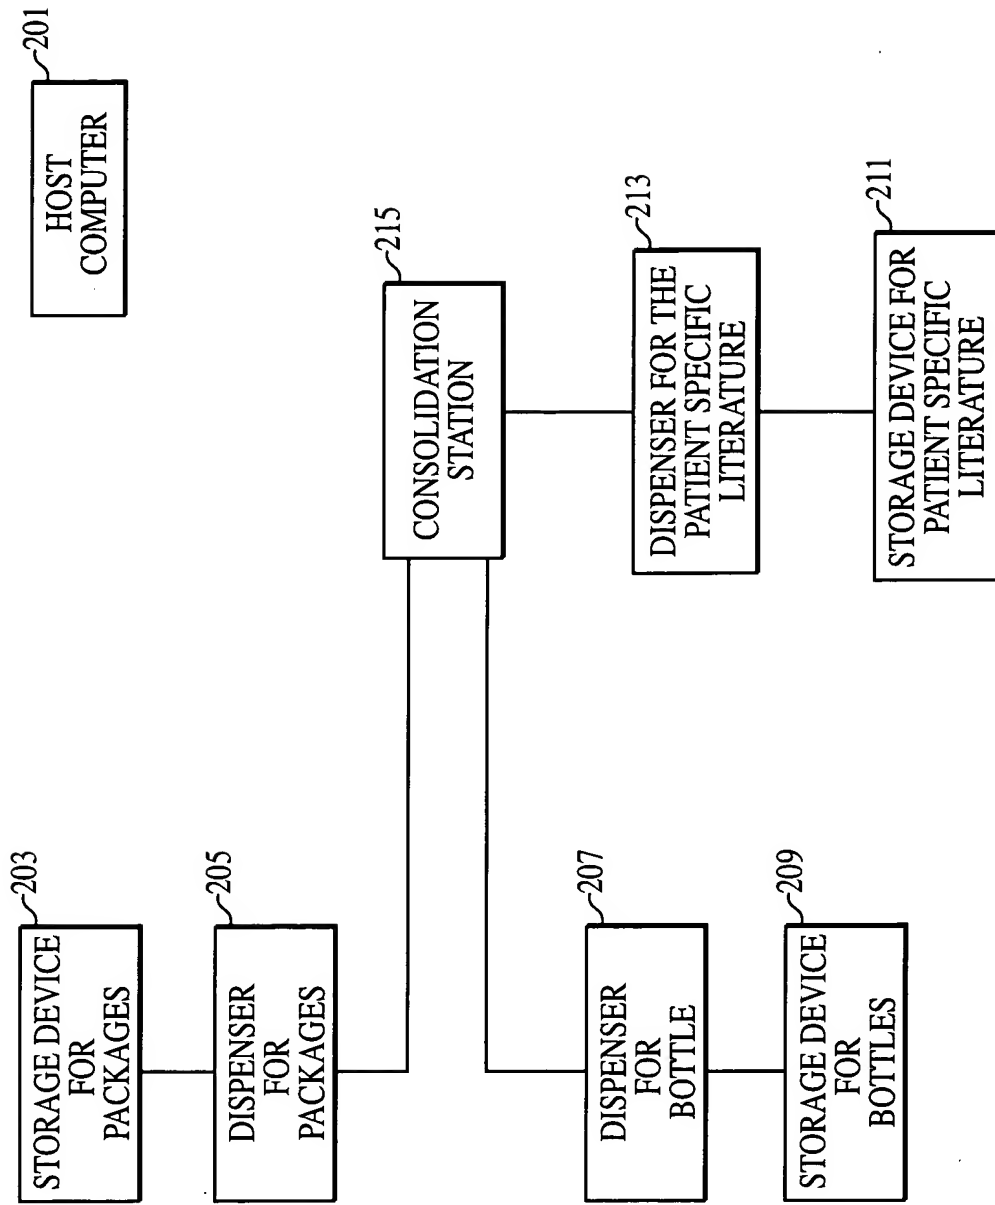 201
HOST
COMPUTER
215
CONSOLIDATION
STATION
213
DISPENSER FOR THE
PATIENT SPECIFIC
LITERATURE
211
STORAGE DEVICE FOR
PATIENT SPECIFIC
LITERATURE
203
STORAGE DEVICE
FOR
PACKAGES
205
DISPENSER
FOR
PACKAGES
207
DISPENSER
FOR
BOTTLE
209
STORAGE DEVICE
FOR
BOTTLES